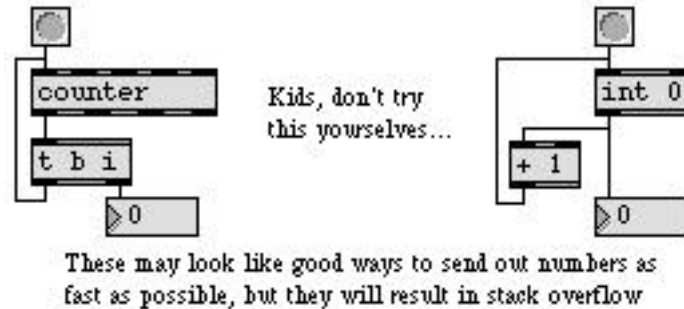 counter
t b i
0
Kids, don't try
this yourselves...
int 0
+ 1
0
These may look like good ways to send out numbers as
fast as possible, but they will result in stack overflow